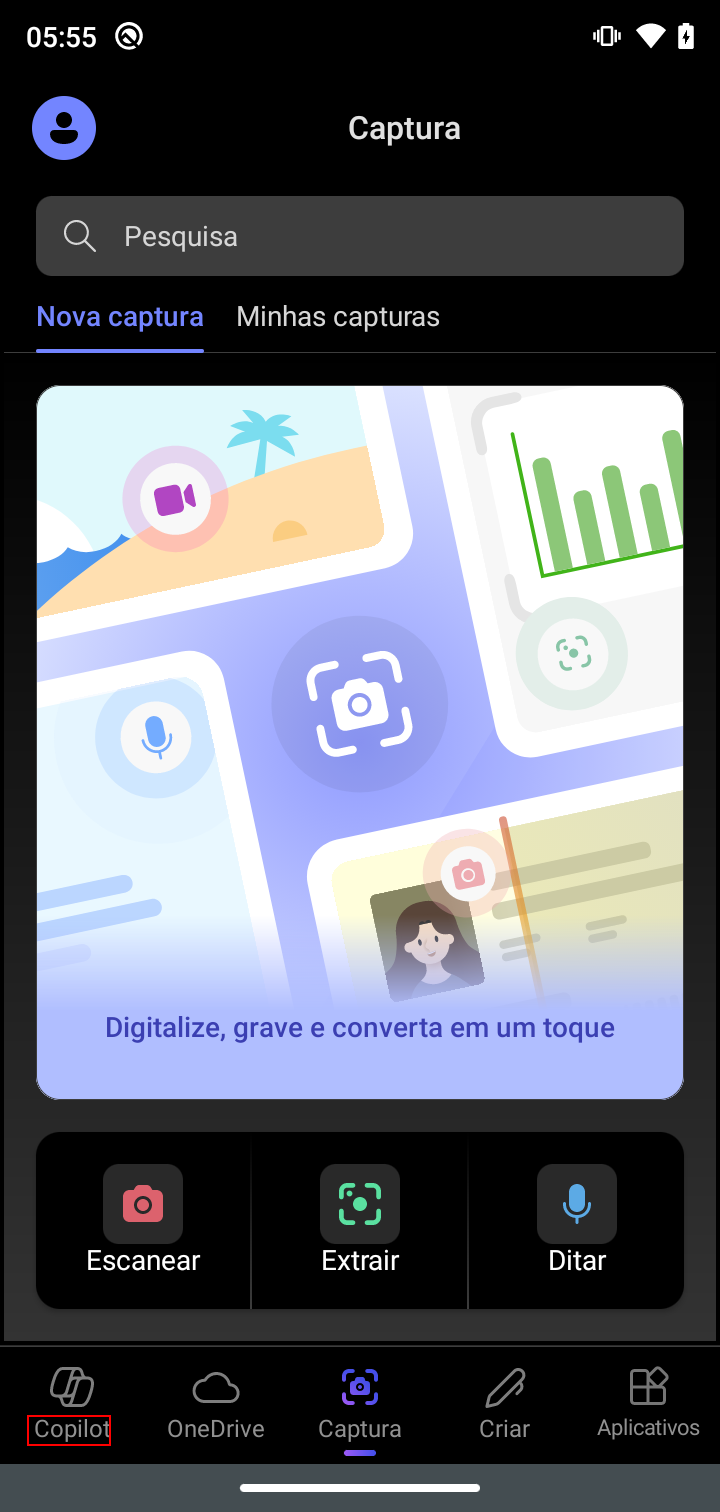 05:55
Captura
Pesquisa
Nova captura Minhas capturas
Digitalize, grave e converta em um toque
Escanear Extrair Ditar
Copilot OneDrive Captura Criar Aplicativos